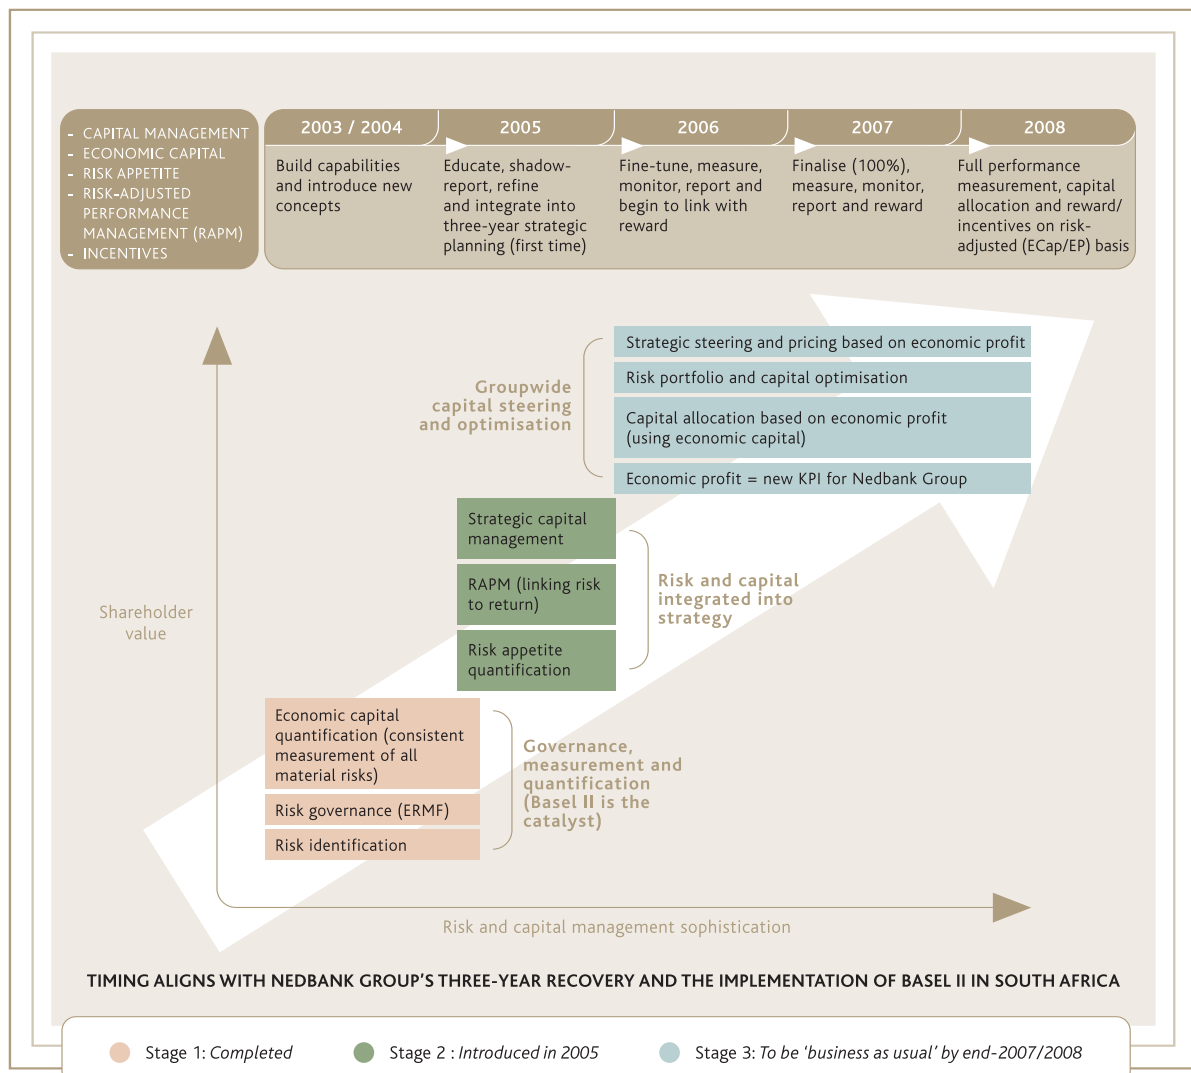 - CAPITAL MANAGEMENT
- ECONOMIC CAPITAL
- RISK APPETITE
- RISK-ADJUSTED
PERFORMANCE
MANAGEMENT (RAPM)
- INCENTIVES
2003 / 2004
Build capabilities
and introduce new
concepts
2005
Educate, shadow-
report, refine
and integrate into
three-year strategic
planning (first time)
2006
Fine-tune, measure,
monitor, report and
begin to link with
reward
2007
Finalise (100%),
measure, monitor,
report and reward
2008
Full performance
measurement, capital
allocation and reward/
incentives on risk-
adjusted (ECap/EP) basis
Groupwide
capital steering
and optimisation
Strategic steering and pricing based on economic profit
Risk portfolio and capital optimisation
Capital allocation based on economic profit
(using economic capital)
Economic profit = new KPI for Nedbank Group
Strategic capital
management
RAPM (linking risk
to return)
Risk appetite
quantification
Risk and capital
integrated into
strategy
Shareholder
value
Economic capital
quantification (consistent
measurement of all
material risks)
Risk governance (ERMF)
Risk identification
Governance,
measurement and
quantification
(Basel II is the
catalyst)
Risk and capital management sophistication
TIMING ALIGNS WITH NEDBANK GROUP'S THREE-YEAR RECOVERY AND THE IMPLEMENTATION OF BASEL II IN SOUTH AFRICA
Stage 1: Completed
Stage 2 : Introduced in 2005
Stage 3: To be 'business as usual' by end-2007/2008